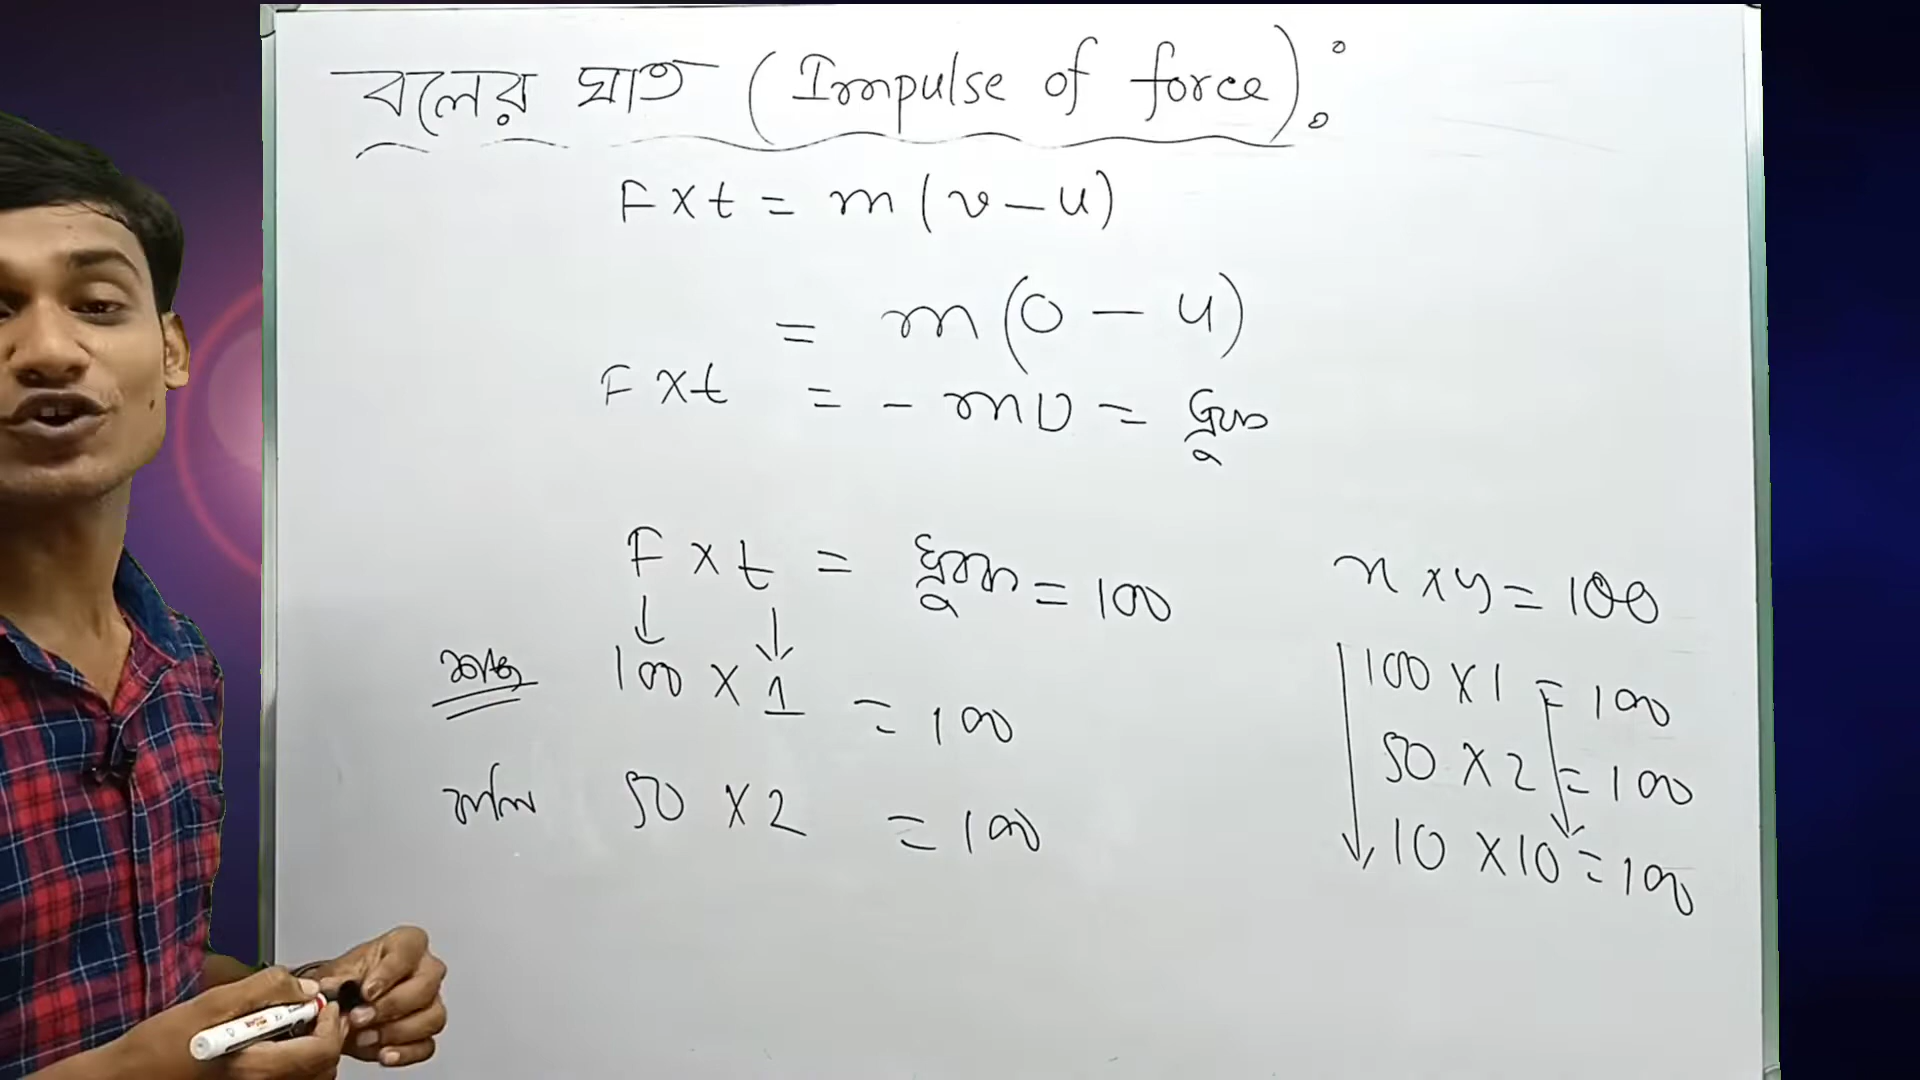 বলের ঘাত (Impulse of force):
F x t = m (v - u)
= m (0 - u)
F x t = - m u = ধ্রুবক
F x t = ধ্রুবক = 100
100 x 1 = 100
50 x 2 = 100
x x y = 100
100 x 1 = 100
50 x 2 = 100
10 x 10 = 100